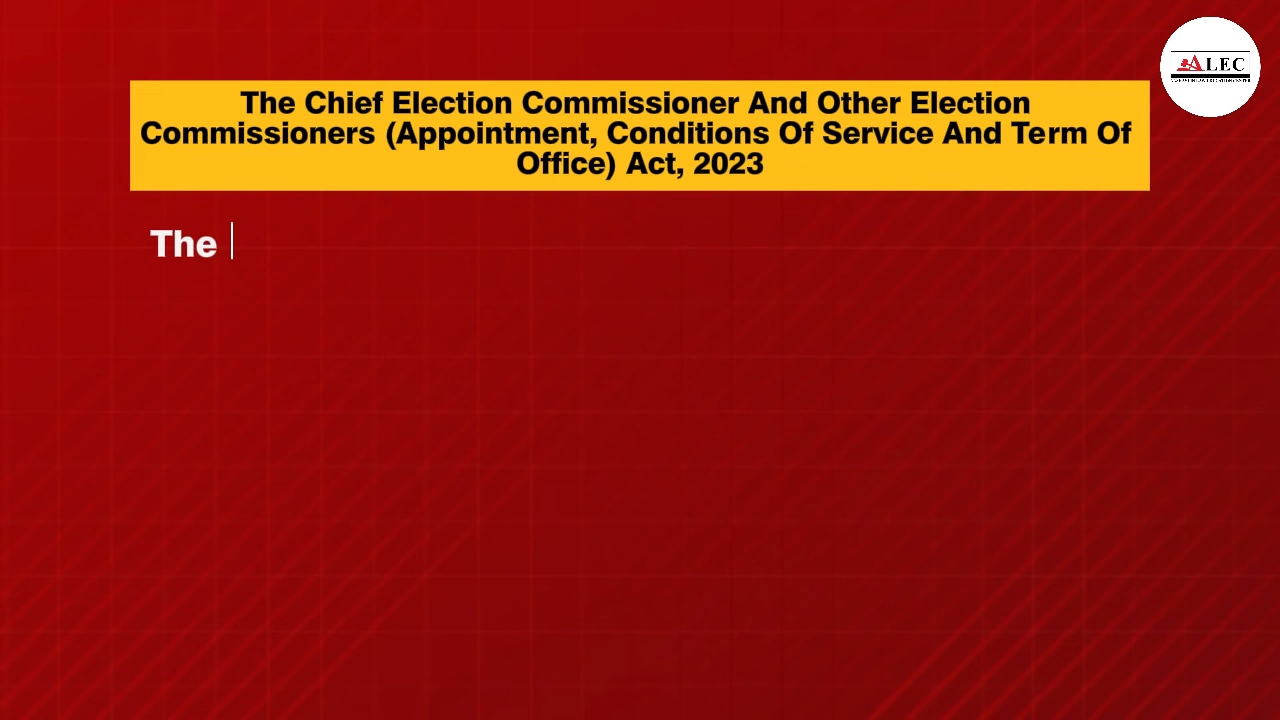 ALEC
The Chief Election Commissioner And Other Election
Commissioners (Appointment, Conditions Of Service And Term Of
Office) Act, 2023
The